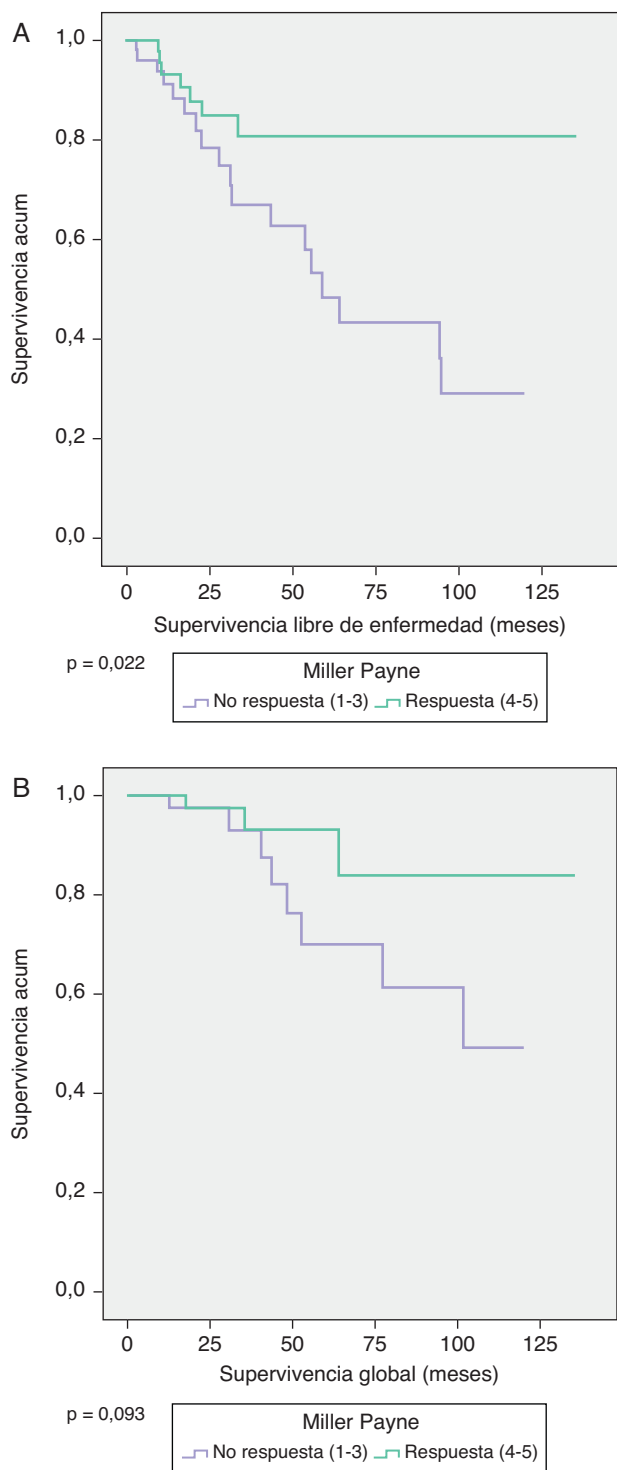 A
1,0
0,8
0,6
0,4
0,2
0,0
Supervivencia acum
0 25 50 75 100 125
Supervivencia libre de enfermedad (meses)
p = 0,022
Miller Payne
No respuesta (1-3) Respuesta (4-5)
B
1,0
0,8
0,6
0,4
0,2
0,0
Supervivencia acum
0 25 50 75 100 125
Supervivencia global (meses)
p = 0,093
Miller Payne
No respuesta (1-3) Respuesta (4-5)